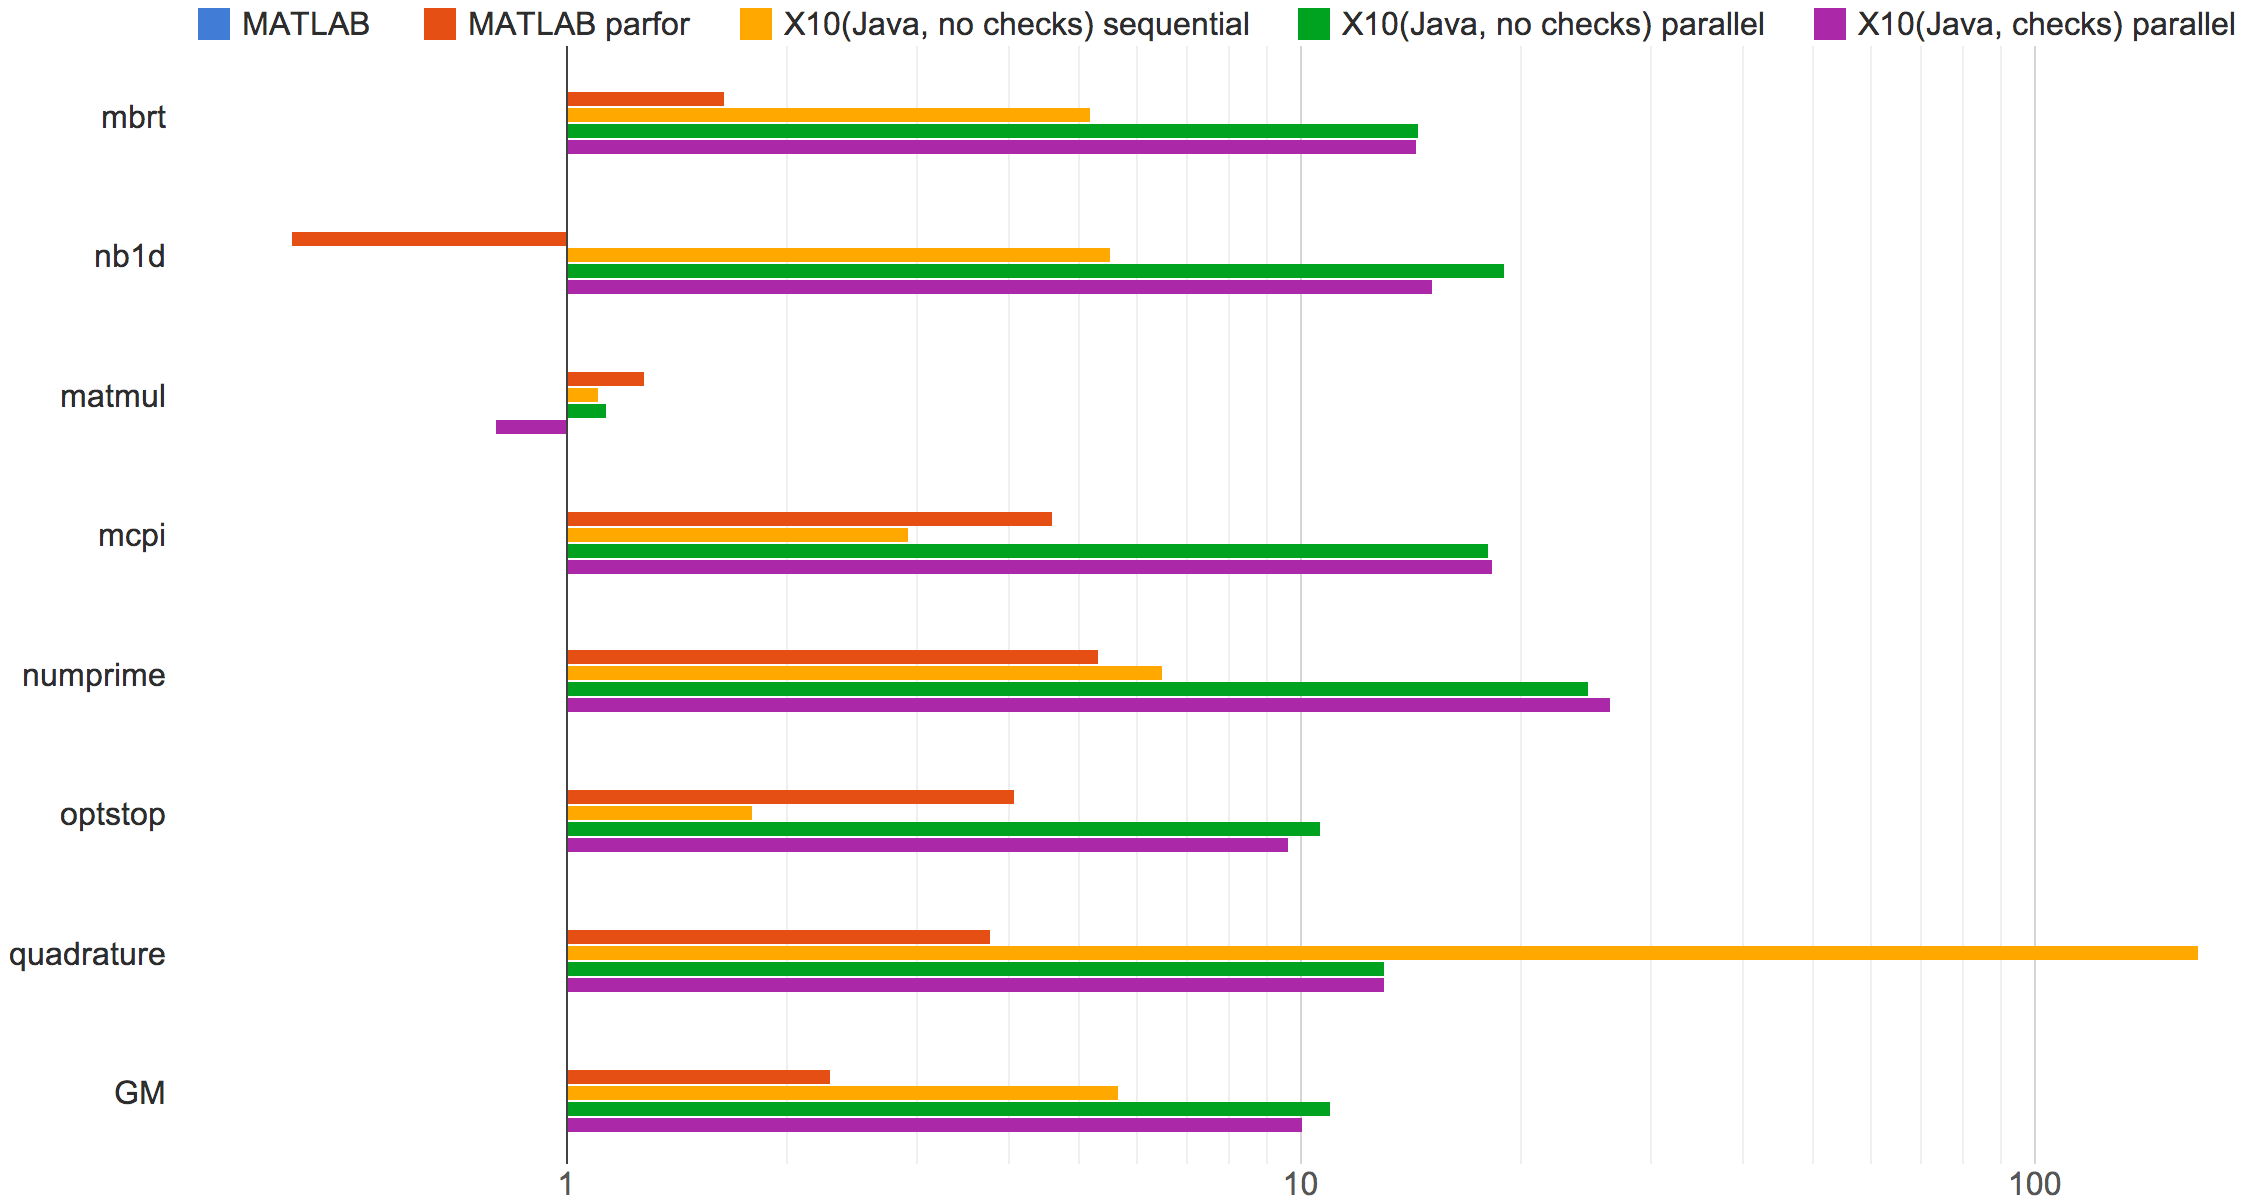 MATLAB MATLAB parfor X10(Java, no checks) sequential X10(Java, no checks) parallel X10(Java, checks) parallel
mbrt
nb1d
matmul
mcpi
numprime
optstop
quadrature
GM
1 10 100